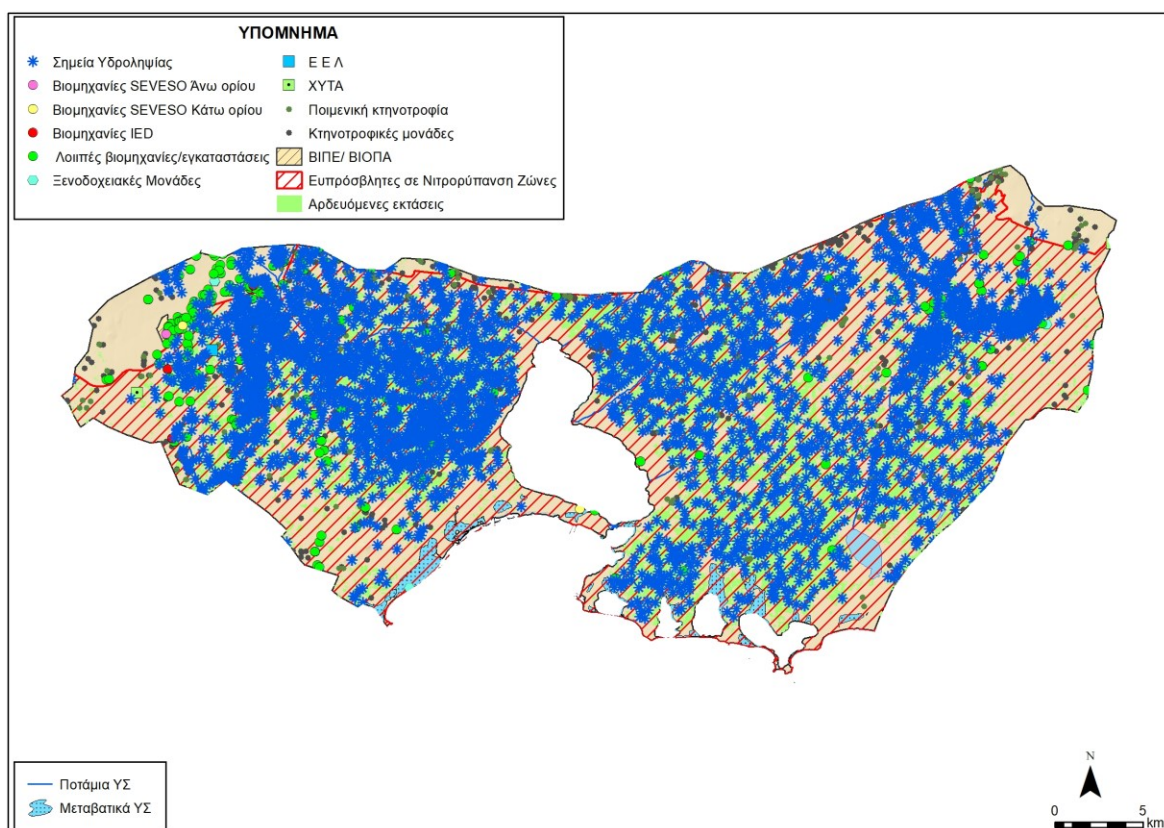 ΥΠΟΜΝΗΜΑ
Σημεία Υδροληψίας
Βιομηχανίες SEVESO Άνω ορίου
Βιομηχανίες SEVESO Κάτω ορίου
Βιομηχανίες IED
Λοιπές βιομηχανίες/εγκαταστάσεις
Ξενοδοχειακές Μονάδες
Ε Ε Λ
ΧΥΤΑ
Ποιμενική κτηνοτροφία
Κτηνοτροφικές μονάδες
ΒΙΠΕ/ ΒΙΟΠΑ
Ευπρόσβλητες σε Νιτρορύπανση Ζώνες
Αρδευόμενες εκτάσεις
Ποτάμια ΥΣ
Μεταβατικά ΥΣ
N
0 5
km